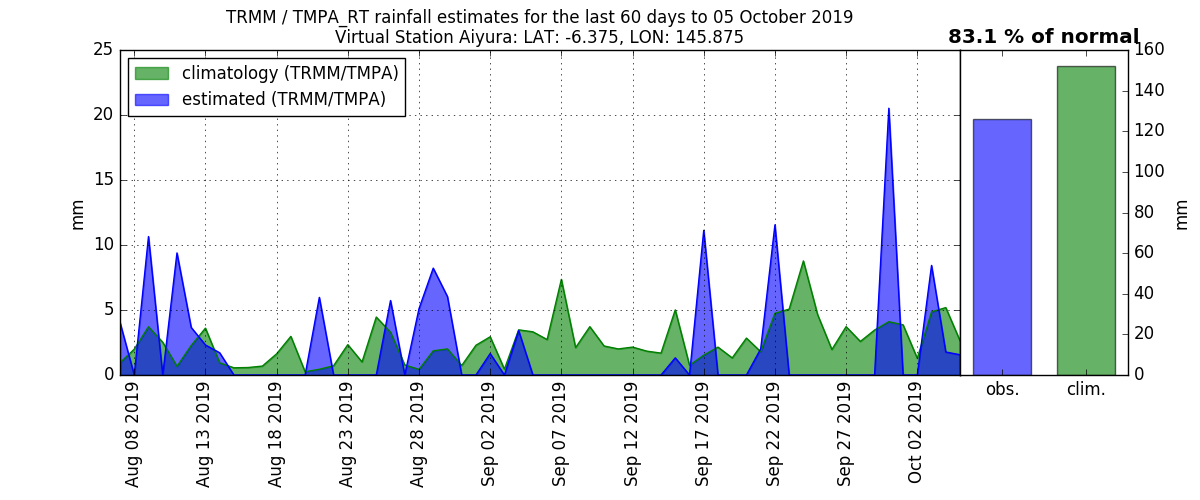 TRMM / TMPA_RT rainfall estimates for the last 60 days to 05 October 2019
Virtual Station Aiyura: LAT: -6.375, LON: 145.875
83.1 % of normal
climatology (TRMM/TMPA)
estimated (TRMM/TMPA)
25
20
15
10
5
0
mm
160
140
120
100
80
60
40
20
0
mm
obs.
clim.
Aug 08 2019
Aug 13 2019
Aug 18 2019
Aug 23 2019
Aug 28 2019
Sep 02 2019
Sep 07 2019
Sep 12 2019
Sep 17 2019
Sep 22 2019
Sep 27 2019
Oct 02 2019